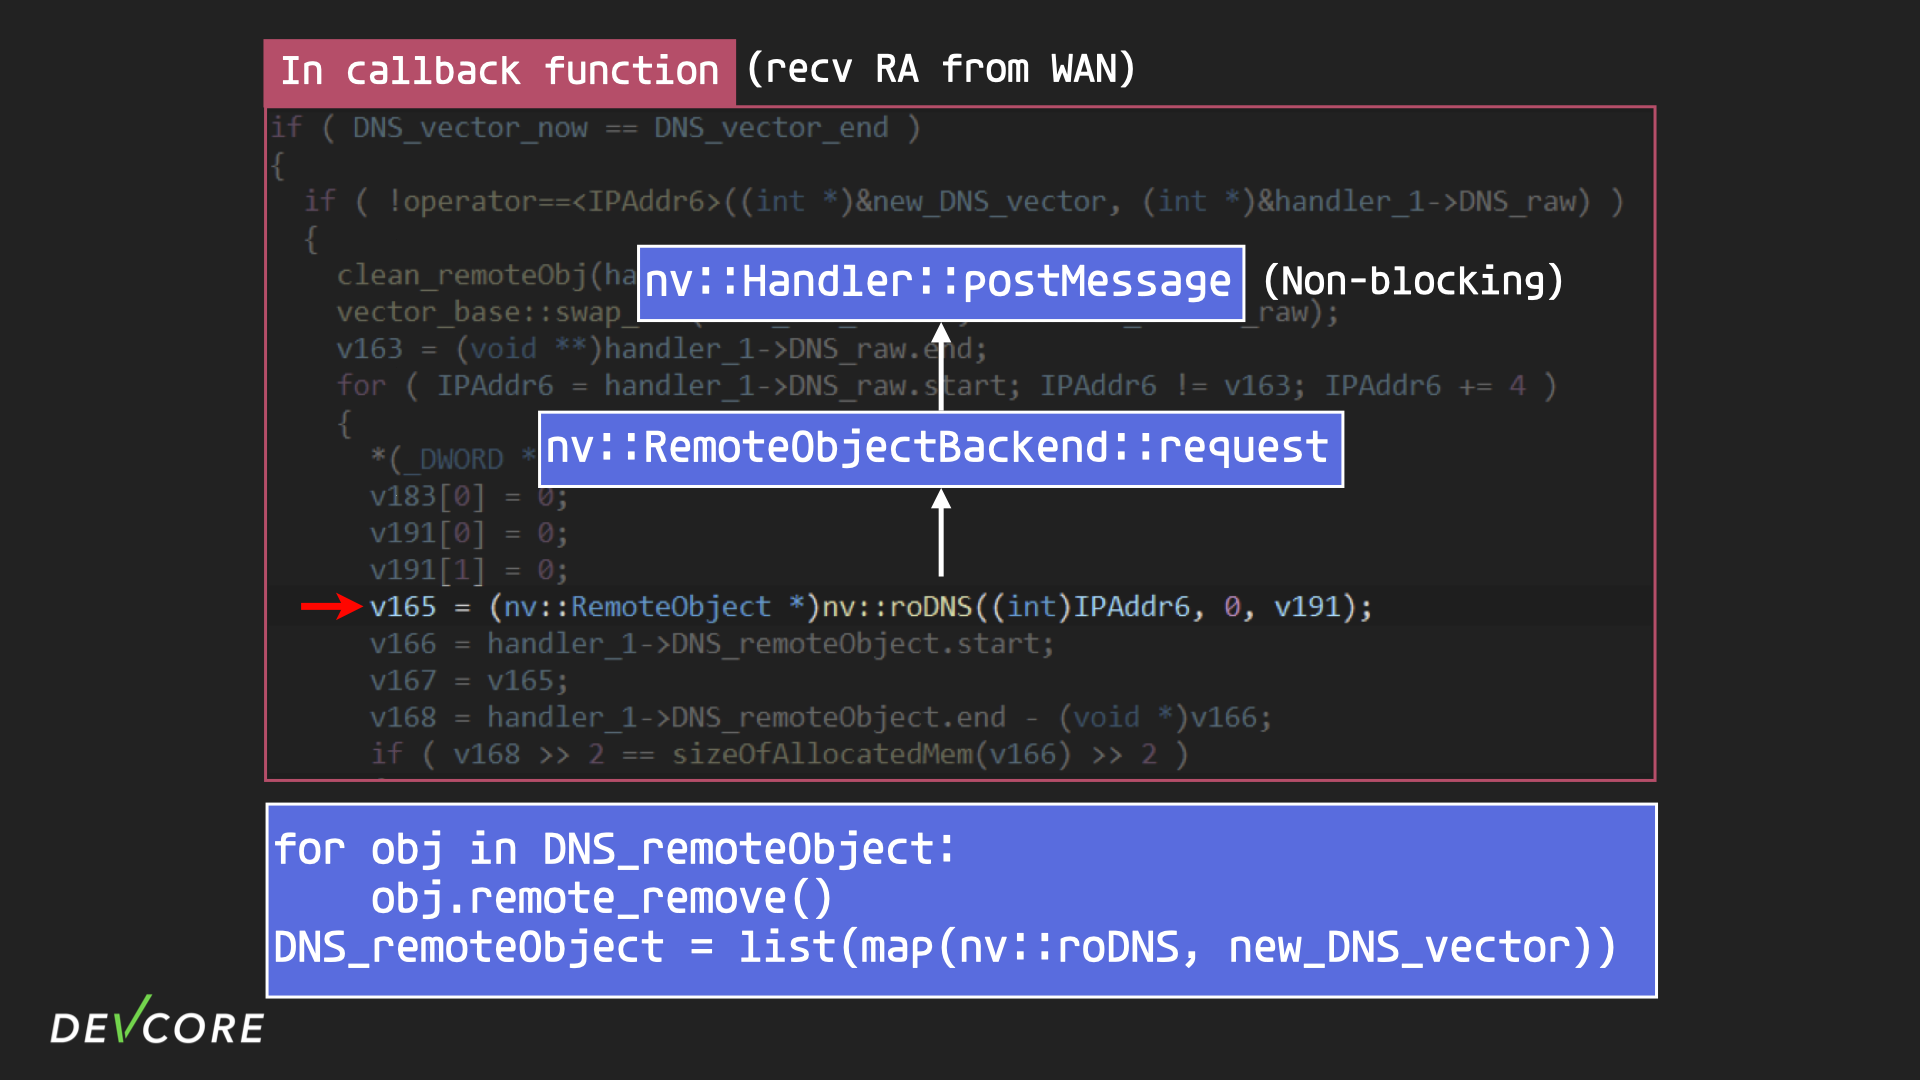 In callback function (recv RA from WAN)
if ( DNS_vector_now == DNS_vector_end )
{
if ( !operator==<IPAddr6>((int *)&new_DNS_vector, (int *)&handler_1->DNS_raw) )
{
clean_remoteObj(ha
nv::Handler::postMessage (Non-blocking)
vector_base::swap_ raw);
v163 = (void **)handler_1->DNS_raw.end;
for ( IPAddr6 = handler_1->DNS_raw.start; IPAddr6 != v163; IPAddr6 += 4 )
{
nv::RemoteObjectBackend::request
*(_DWORD *
v183[0] = 0;
v191[0] = 0;
v191[1] = 0;
v165 = (nv::RemoteObject *)nv::roDNS((int)IPAddr6, 0, v191);
v166 = handler_1->DNS_remoteObject.start;
v167 = v165;
v168 = handler_1->DNS_remoteObject.end - (void *)v166;
if ( v168 >> 2 == sizeOfAllocatedMem(v166) >> 2 )
for obj in DNS_remoteObject:
obj.remote_remove()
DNS_remoteObject = list(map(nv::roDNS, new_DNS_vector))
DEVCORE